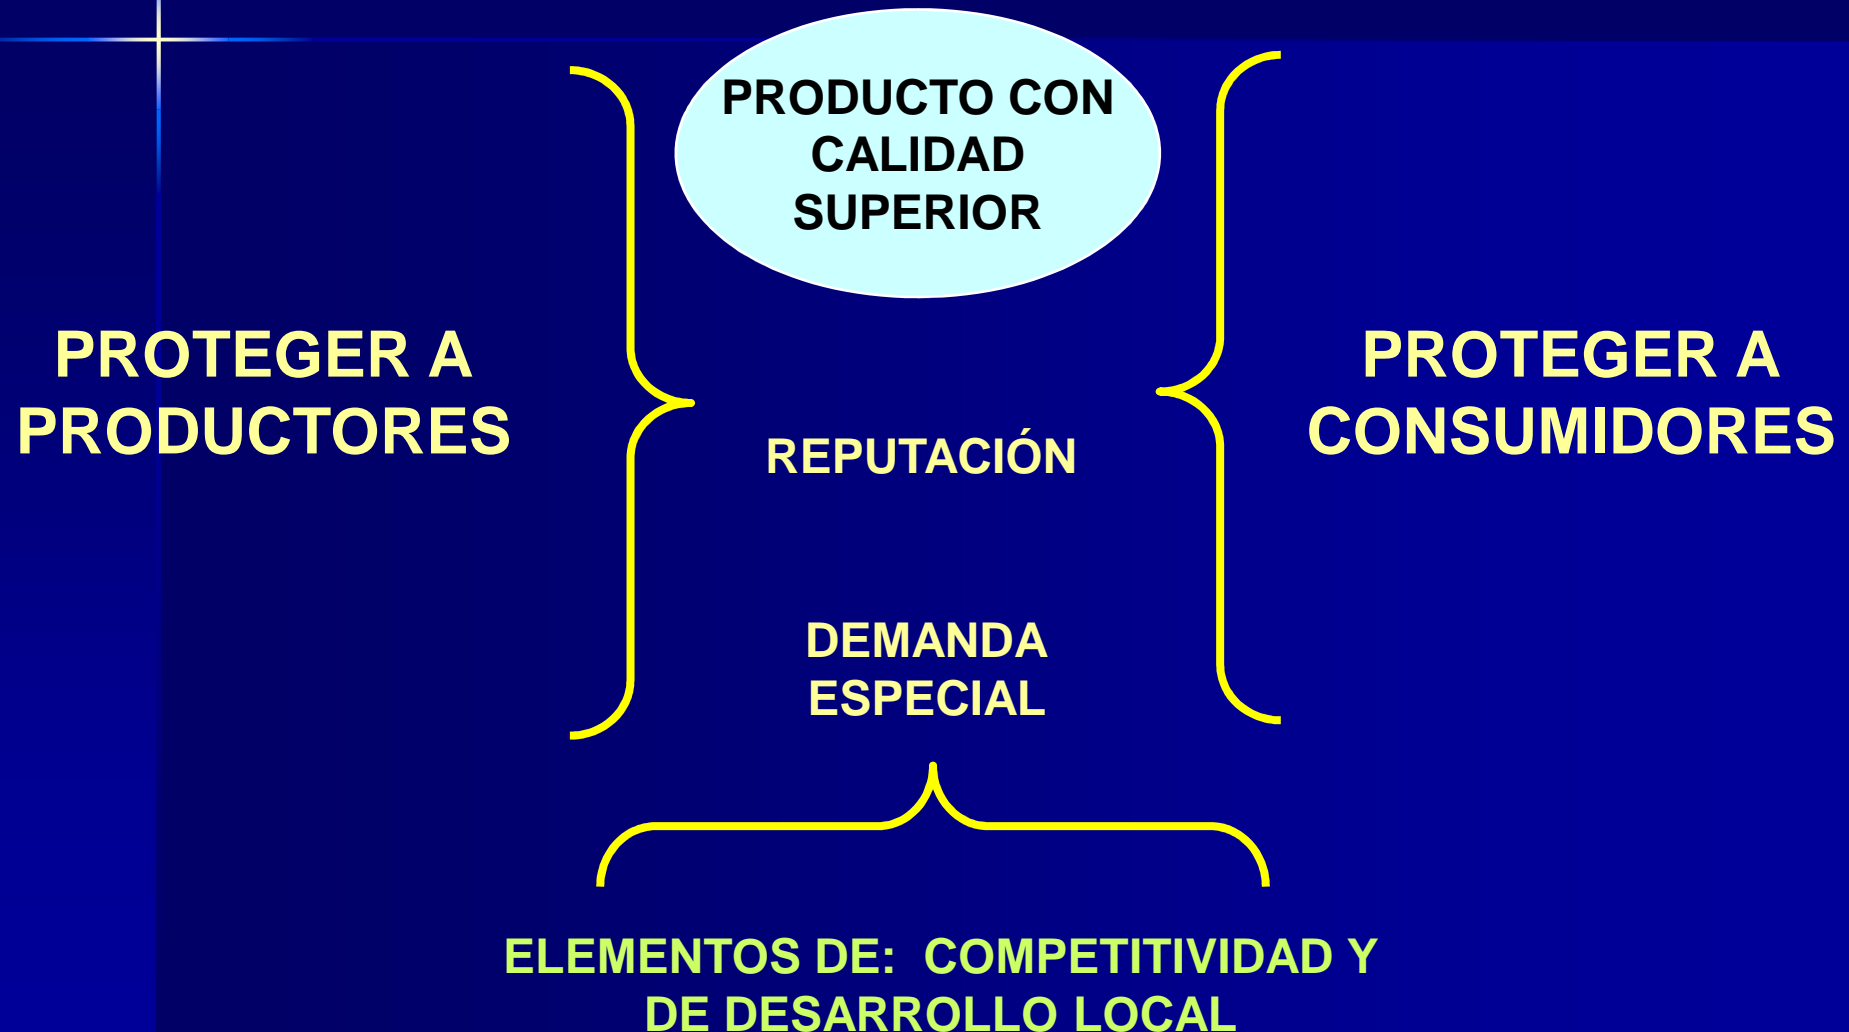 PRODUCTO CON
CALIDAD
SUPERIOR
PROTEGER A
PRODUCTORES
REPUTACIÓN
PROTEGER A
CONSUMIDORES
DEMANDA
ESPECIAL
ELEMENTOS DE:  COMPETITIVIDAD Y
DE DESARROLLO LOCAL